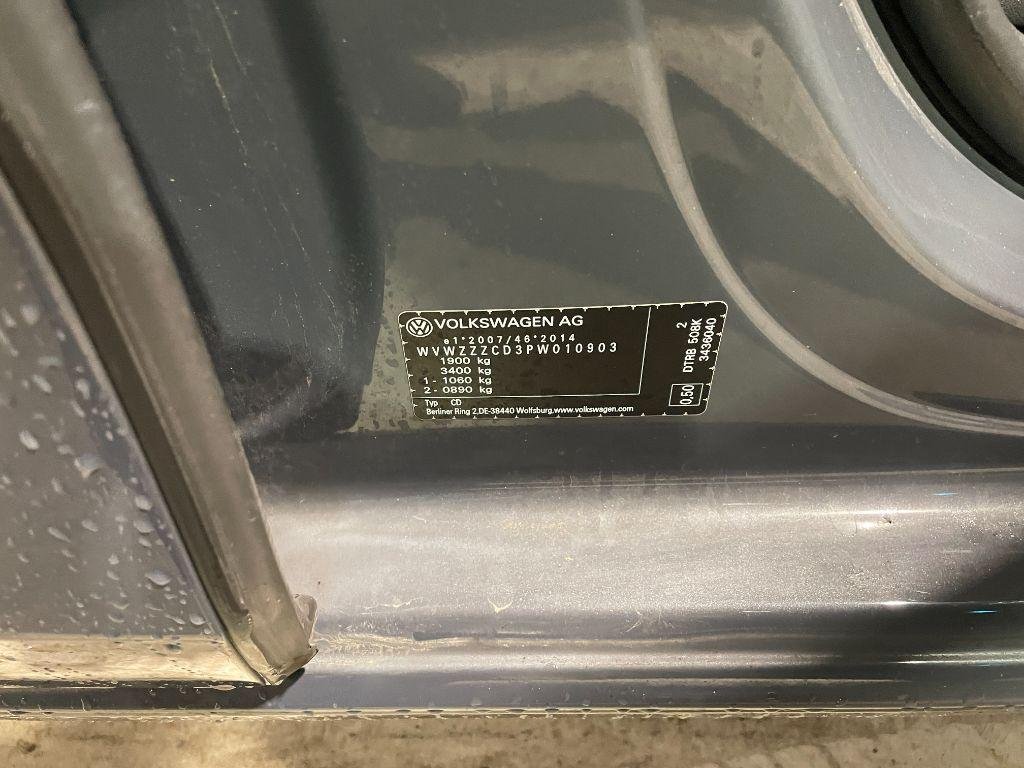 VOLKSWAGEN AG
e1*2007/46*2014
WVWZZZCD3PW010903
1900 kg
3400 kg
1 - 1060 kg
2 - 0890 kg
Typ CD
Berliner Ring 2,DE-38440 Wolfsburg,www.volkswagen.com
2
DTRB 508K
3436040
0,50